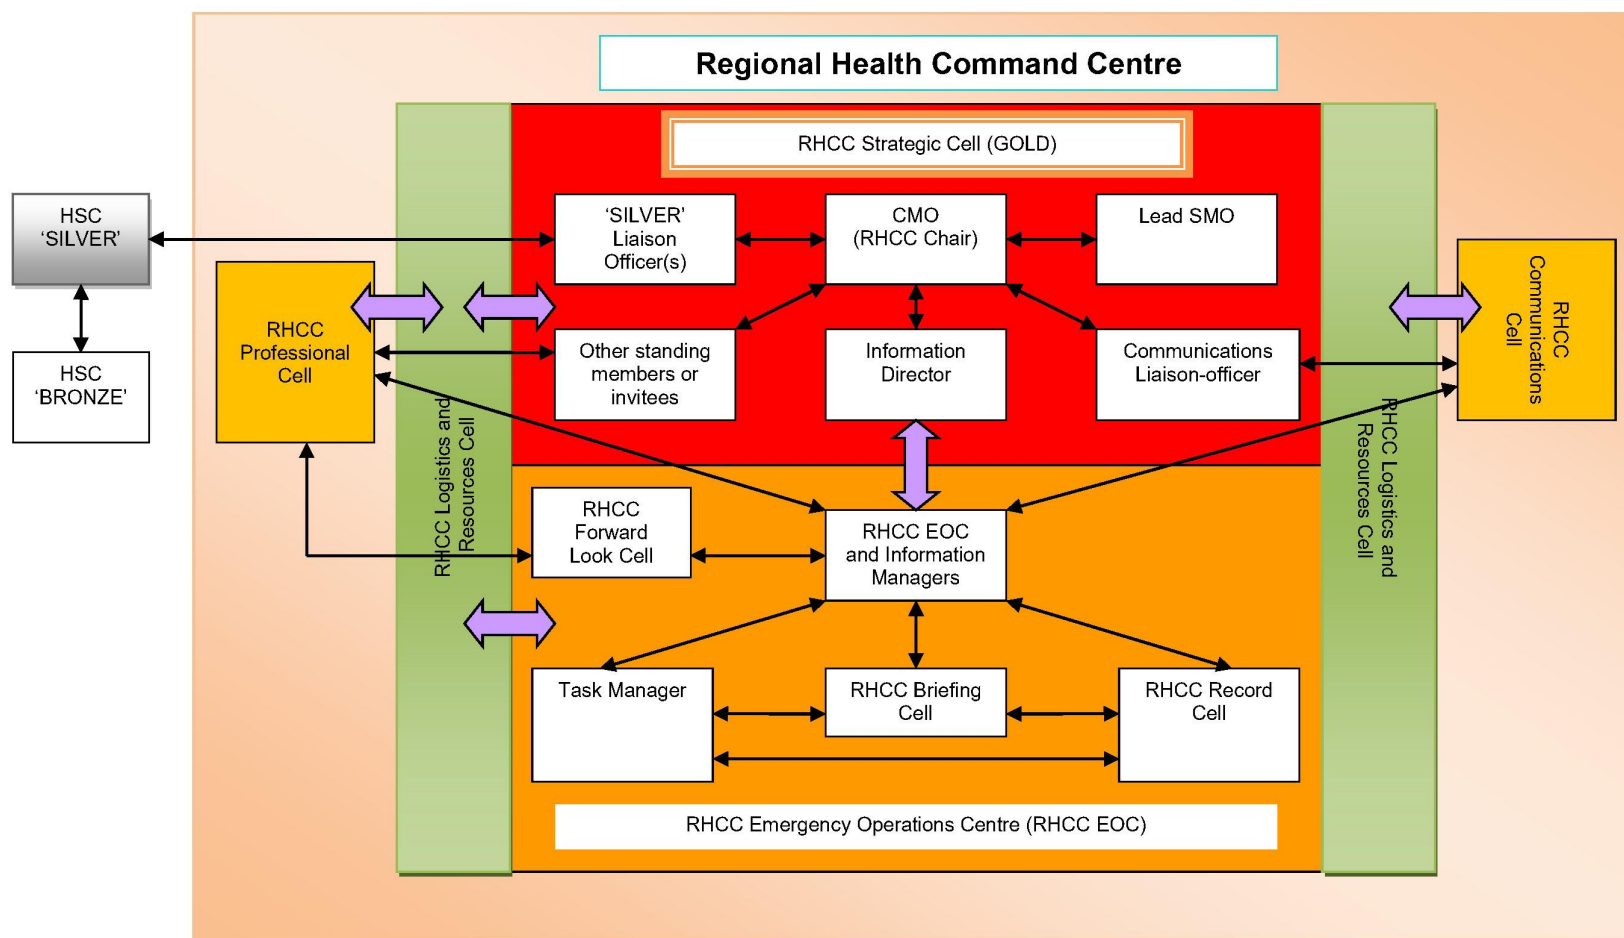 Regional Health Command Centre
RHCC Strategic Cell (GOLD)
HSC
‘SILVER’
‘SILVER’
Liaison
Officer(s)
CMO
(RHCC Chair)
Lead SMO
RHCC
Professional
Cell
HSC
‘BRONZE’
Other standing
members or
invitees
Information
Director
Communications
Liaison-officer
RHCC
Communications
Cell
RHCC Logistics and
Resources Cell
RHCC Logistics and
Resources Cell
RHCC
Forward
Look Cell
RHCC EOC
and Information
Managers
Task Manager
RHCC Briefing
Cell
RHCC Record
Cell
RHCC Emergency Operations Centre (RHCC EOC)